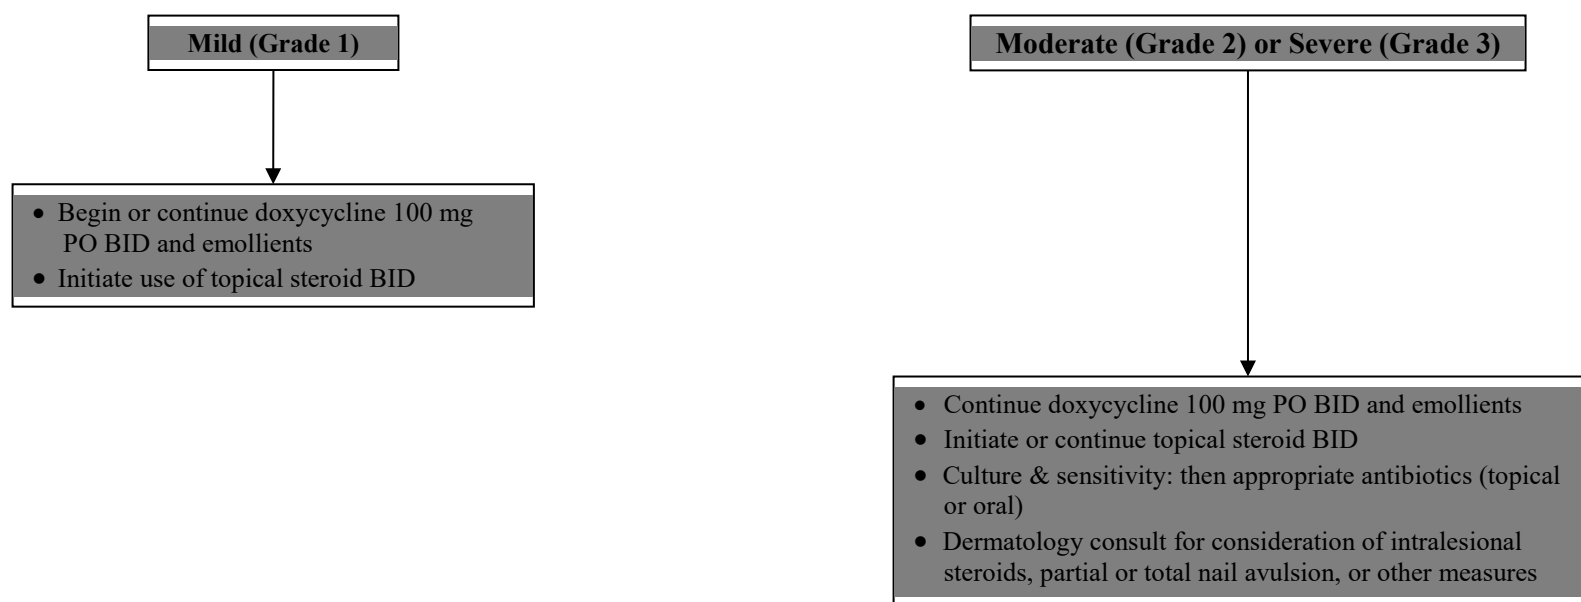 Mild (Grade 1)
• Begin or continue doxycycline 100 mg
PO BID and emollients
• Initiate use of topical steroid BID
Moderate (Grade 2) or Severe (Grade 3)
• Continue doxycycline 100 mg PO BID and emollients
• Initiate or continue topical steroid BID
• Culture & sensitivity: then appropriate antibiotics (topical
or oral)
• Dermatology consult for consideration of intralesional
steroids, partial or total nail avulsion, or other measures